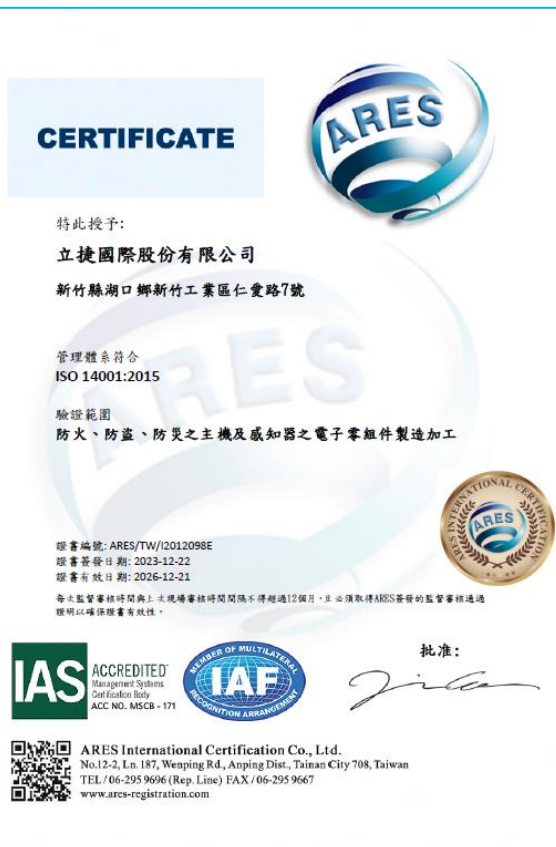 CERTIFICATE
ARES
特此授予:
立捷國際股份有限公司
新竹縣湖口鄉新竹工業區仁愛路7號
管理體系符合
ISO 14001:2015
驗證範圍
防火、防盜、防災之主機及感知器之電子零組件製造加工
ARES
ARES INTERNATIONAL CERTIFICATION
ARES
證書編號: ARES/TW/I2012098E
證書簽發日期: 2023-12-22
證書有效日期: 2026-12-21
每次監督審核時間與上次現場審核時間間隔不得超過12個月，且必須取得ARES簽發的監督審核通過
證明以確保證書有效性。
批准:
IAS
ACCREDITED
Management Systems
Certification Body
ACC NO. MSCB - 171
MEMBER OF MULTILATERAL
IAF
RECOGNITION ARRANGEMENT
ARES International Certification Co., Ltd.
No.12-2, Ln. 187, Wenping Rd., Anping Dist., Tainan City 708, Taiwan
TEL / 06-295 9696 (Rep. Line) FAX / 06-295 9667
www.ares-registration.com